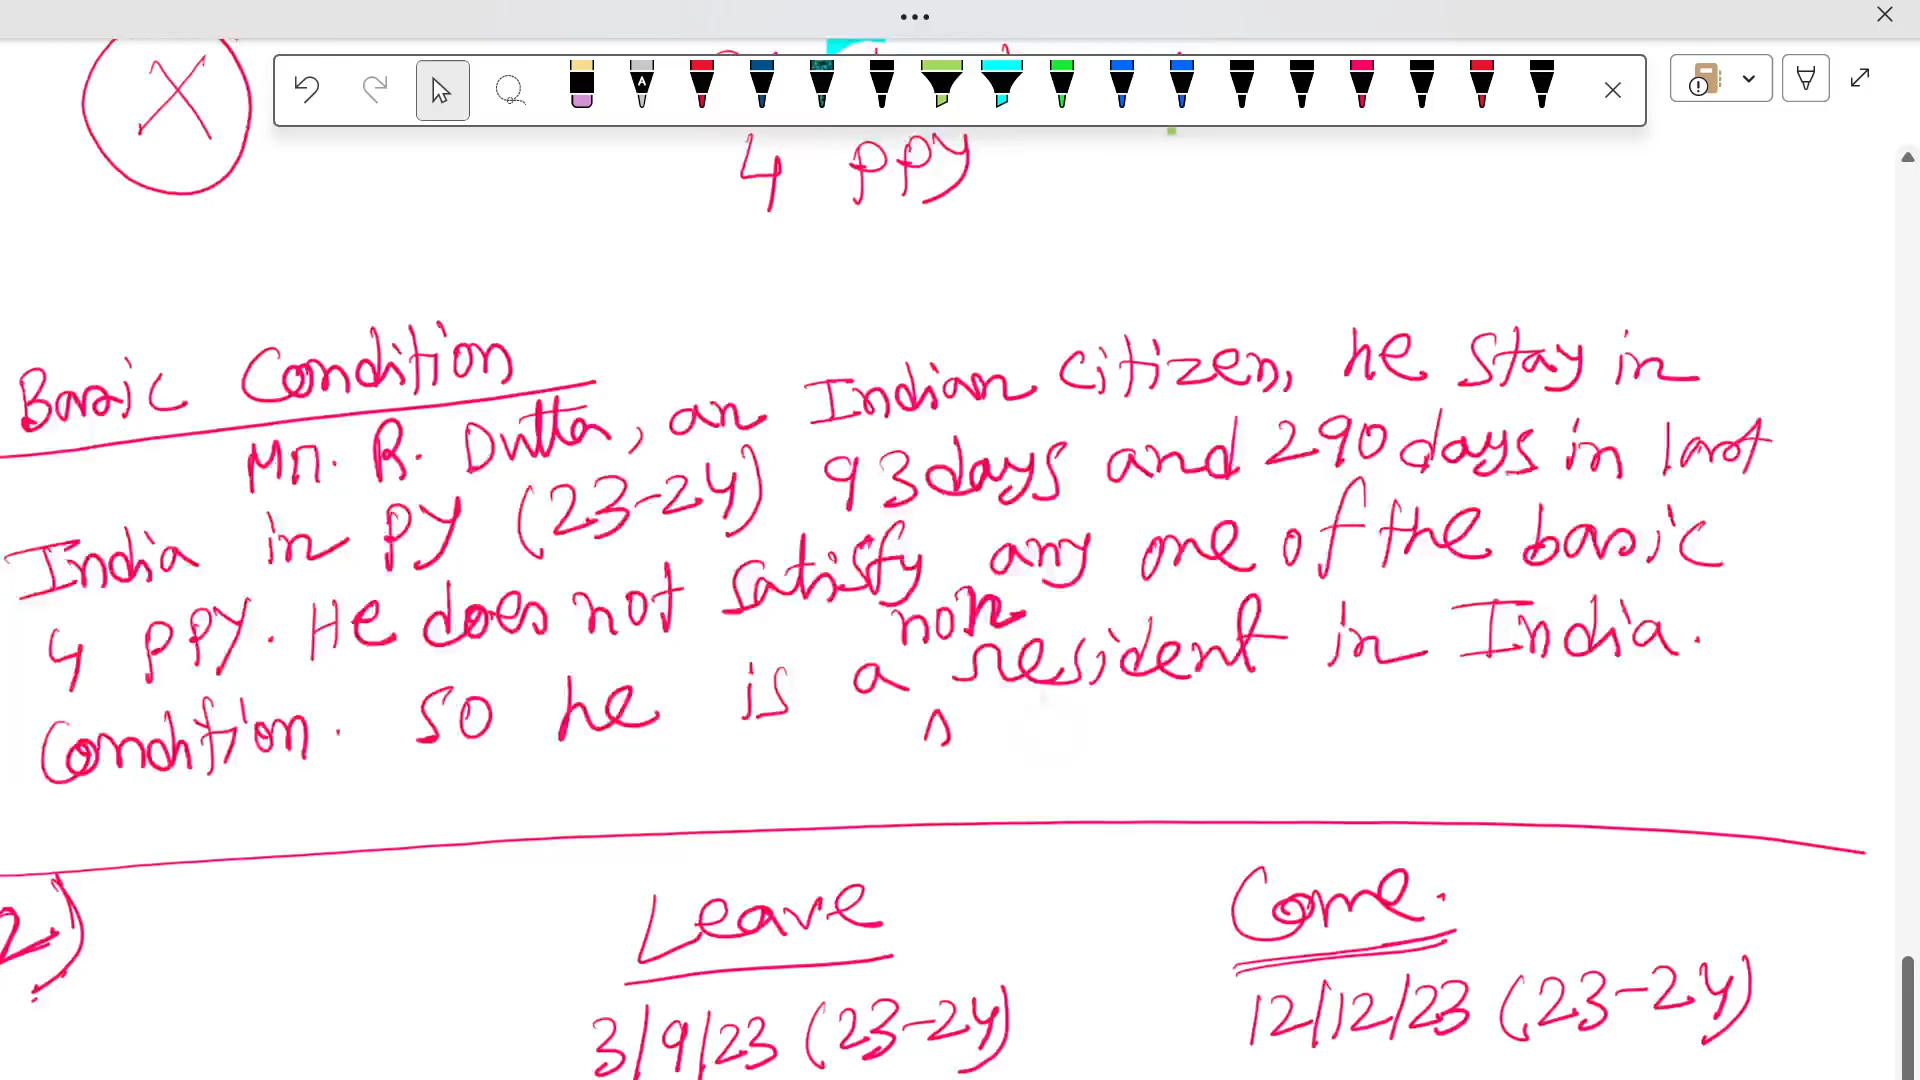 4 PPY
Basic Condition
Mr. R. Dutta, an Indian Citizen, he stay in
India in PY (23-24) 93 days and 290 days in last
4 PPY. He does not satisfy any one of the basic
Condition. So he is a non resident in India.
2)
Leave
Come.
3/9/23 (23-24)
12/12/23 (23-24)